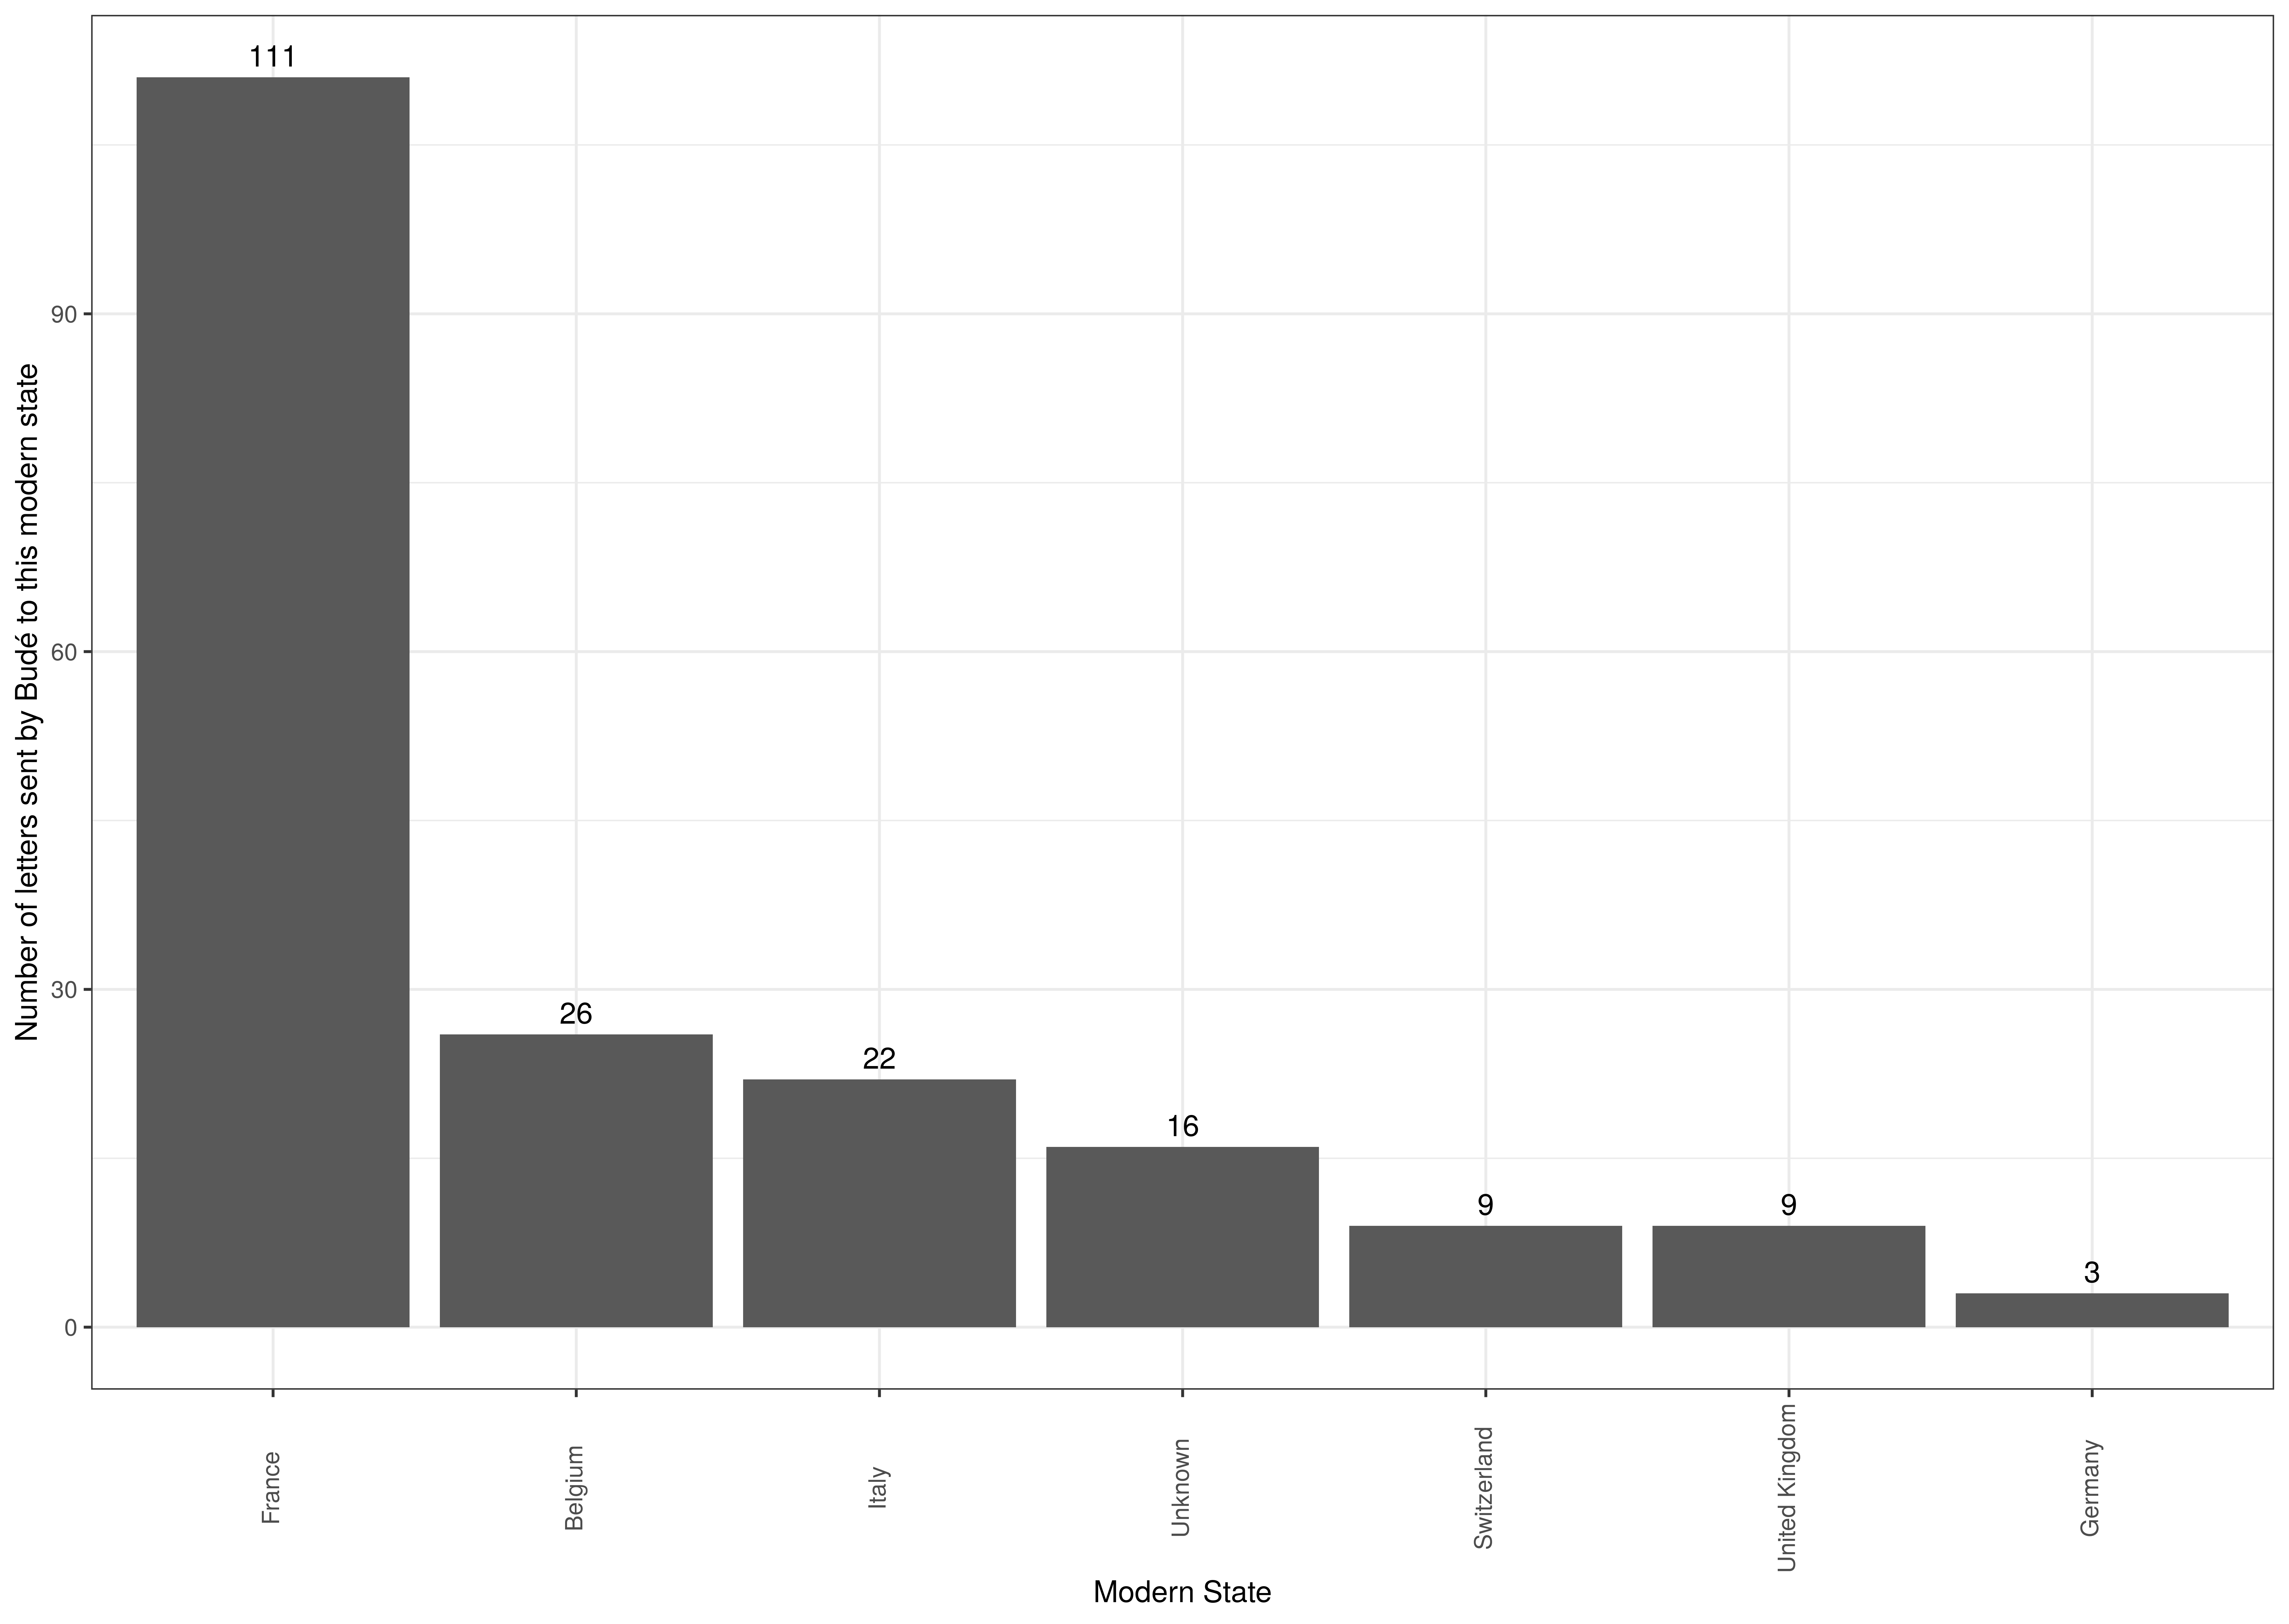 Number of letters sent by Budé to this modern state
90
60
30
0
111
26
22
16
9
9
3
France
Belgium
Italy
Unknown
Switzerland
United Kingdom
Germany
Modern State